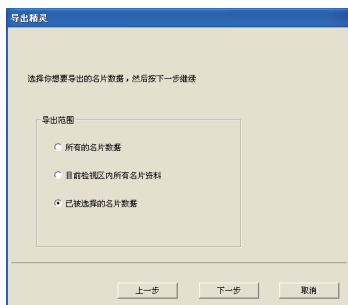 导出精灵
选择你想要导出的名片数据，然后按下一步继续
导出范围
所有的名片数据
目前检视区内所有名片资料
已被选择的名片数据
上一步
下一步
取消